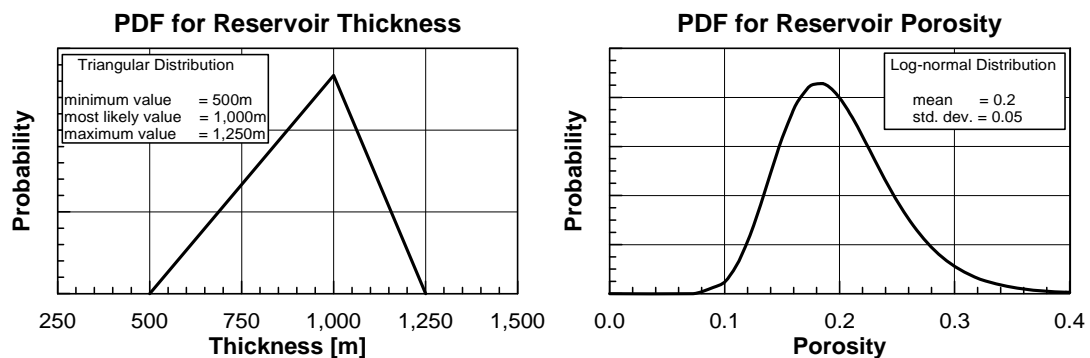 PDF for Reservoir Thickness
Probability
Triangular Distribution
minimum value = 500m
most likely value = 1,000m
maximum value = 1,250m
250 500 750 1,000 1,250 1,500
Thickness [m]
PDF for Reservoir Porosity
Probability
Log-normal Distribution
mean = 0.2
std. dev. = 0.05
0.0 0.1 0.2 0.3 0.4
Porosity